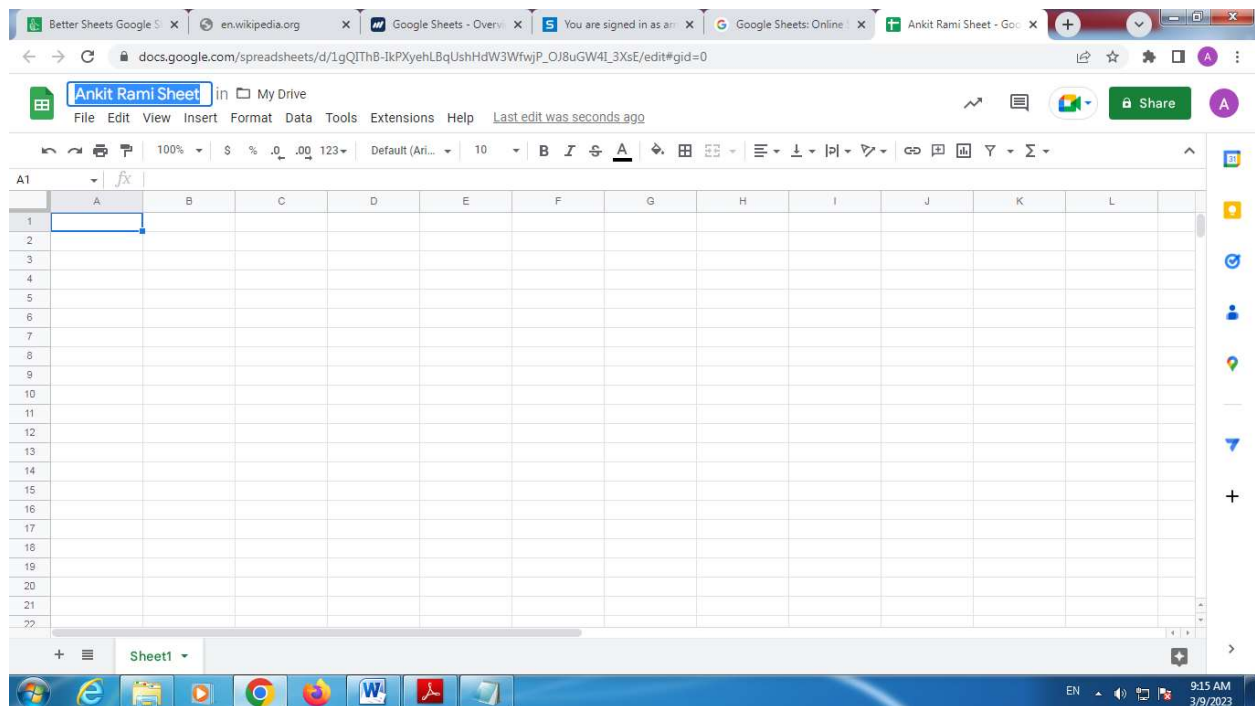 Better Sheets Google S
en.wikipedia.org
Google Sheets - Overvi
You are signed in as an
Google Sheets: Online
Ankit Rami Sheet - Goo
docs.google.com/spreadsheets/d/1gQIThB-IkPXyehLBqUshHdW3VfwjP_OJ8uGW4I_3XsE/edit#gid=0
A
Ankit Rami Sheet in My Drive
Share
A
File Edit View Insert Format Data Tools Extensions Help Last edit was seconds ago
100% $ % .0 .00 123 Default (Ari... 10 B I S A
31
A1 fx
A B C D E F G H I J K L
1
2
3
4
5
6
7
8
9
10
11
12
13
14
15
16
17
18
19
20
21
22
Sheet1
EN 9:15 AM
3/9/2023